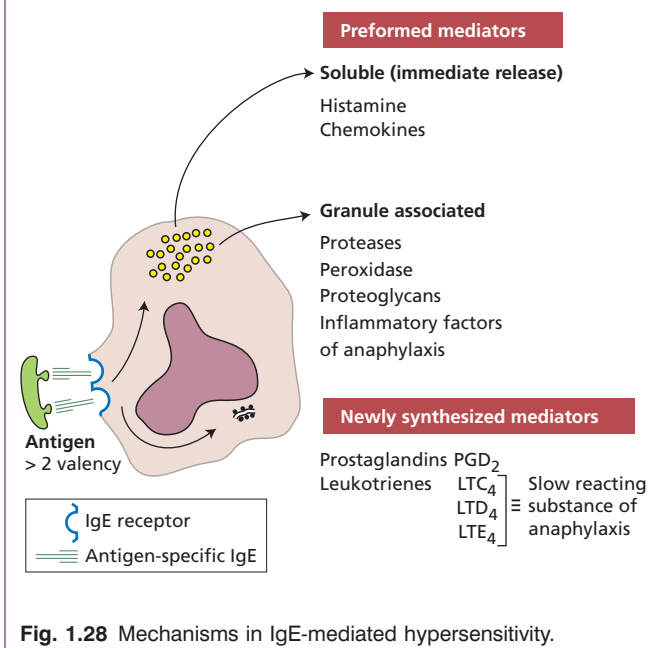 Preformed mediators
Soluble (immediate release)
Histamine
Chemokines
Granule associated
Proteases
Peroxidase
Proteoglycans
Inflammatory factors
of anaphylaxis
Antigen
> 2 valency
IgE receptor
Antigen-specific IgE
Newly synthesized mediators
Prostaglandins PGD₂
Leukotrienes LTC₄
LTD₄
LTE₄
≡ Slow reacting
substance of
anaphylaxis
Fig. 1.28 Mechanisms in IgE-mediated hypersensitivity.